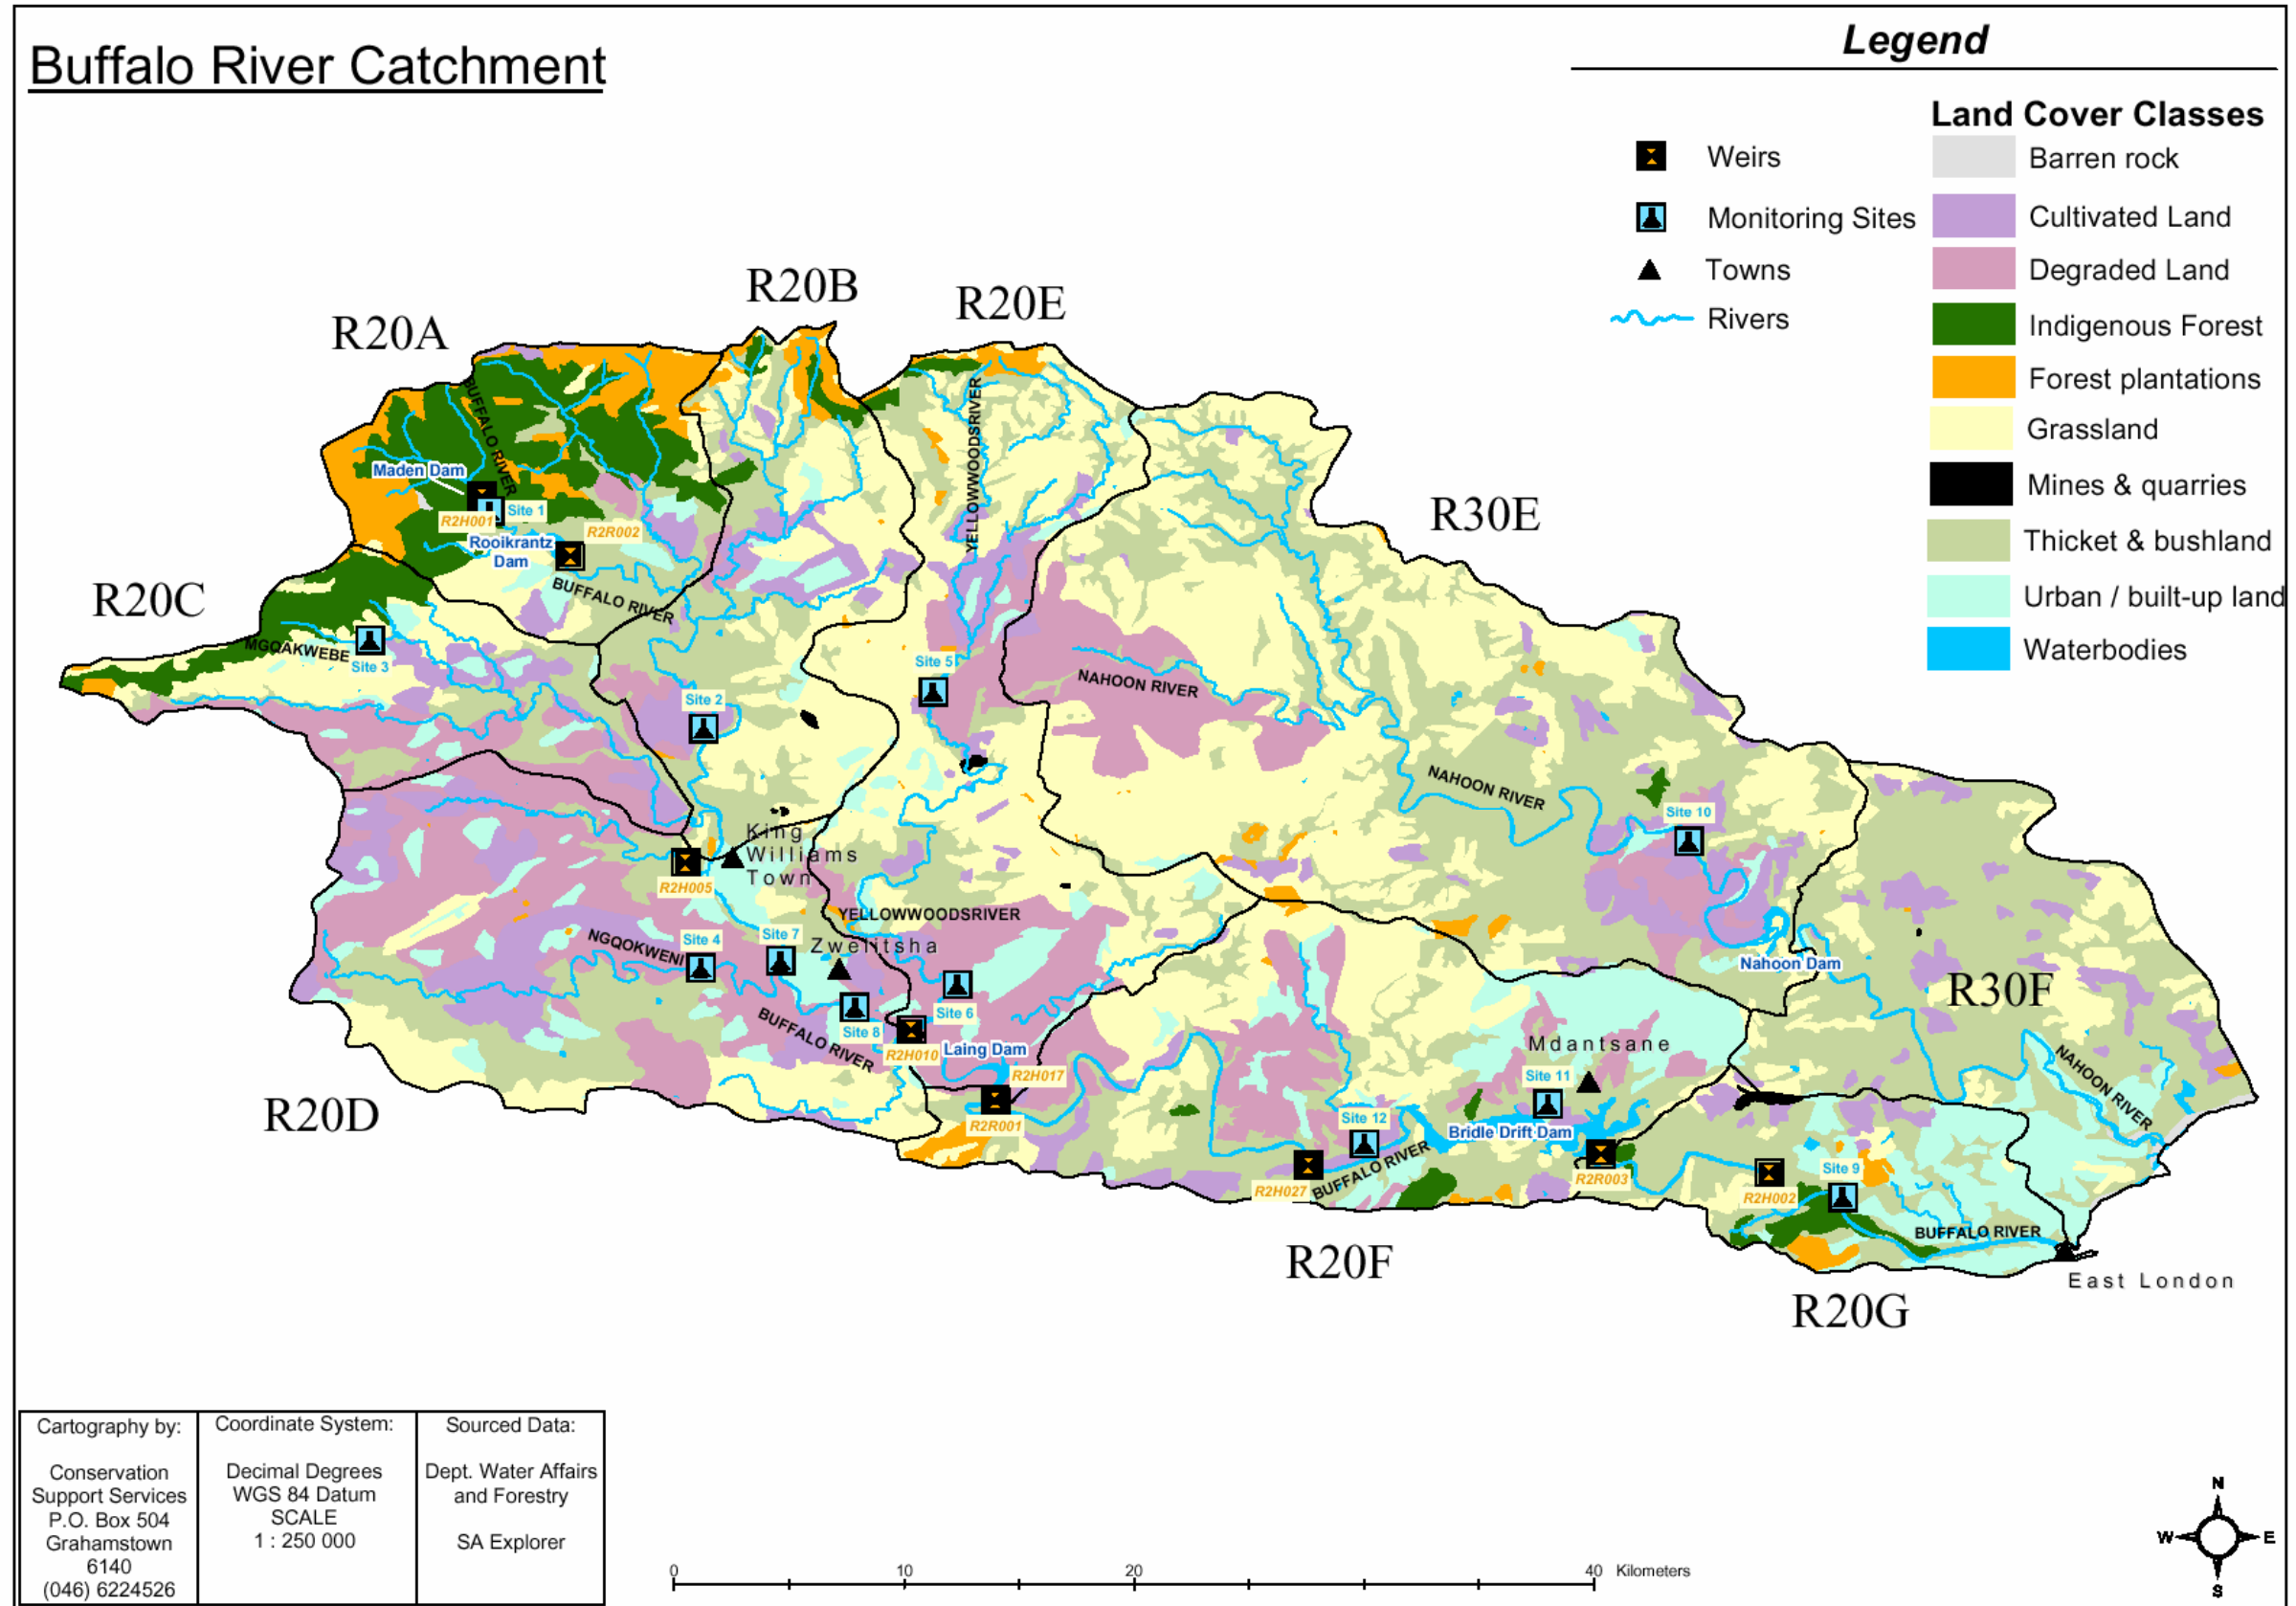 Buffalo River Catchment
Legend
Land Cover Classes
Weirs
Monitoring Sites
Towns
Rivers
Barren rock
Cultivated Land
Degraded Land
Indigenous Forest
Forest plantations
Grassland
Mines & quarries
Thicket & bushland
Urban / built-up land
Waterbodies
R20A
R20B
R20E
R30E
R20C
R20D
R30F
R20F
R20G
BUFFALO RIVER
Maden Dam
R2H001
Site 1
Rooikrantz
Dam
R2R002
BUFFALO RIVER
MGQAKWEBE
Site 3
Site 2
YELLOWWOODSRIVER
Site 5
NAHOON RIVER
NAHOON RIVER
Site 10
Nahoon Dam
King
Williams
Town
R2H005
YELLOWWOODSRIVER
NGQOKWENI
Site 4
Site 7
Zwelitsha
Site 8
Site 6
BUFFALO RIVER
R2H010
Laing Dam
R2H017
R2R001
Mdantsane
Site 11
Site 12
Bridle Drift Dam
R2H027
BUFFALO RIVER
R2R003
R2H002
Site 9
NAHOON RIVER
BUFFALO RIVER
East London
Cartography by:
Conservation
Support Services
P.O. Box 504
Grahamstown
6140
(046) 6224526
Coordinate System:
Decimal Degrees
WGS 84 Datum
SCALE
1 : 250 000
Sourced Data:
Dept. Water Affairs
and Forestry
SA Explorer
0 10 20 40 Kilometers
N
W E
S